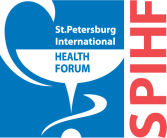 St.Petersburg
International
HEALTH
FORUM
SPIHF